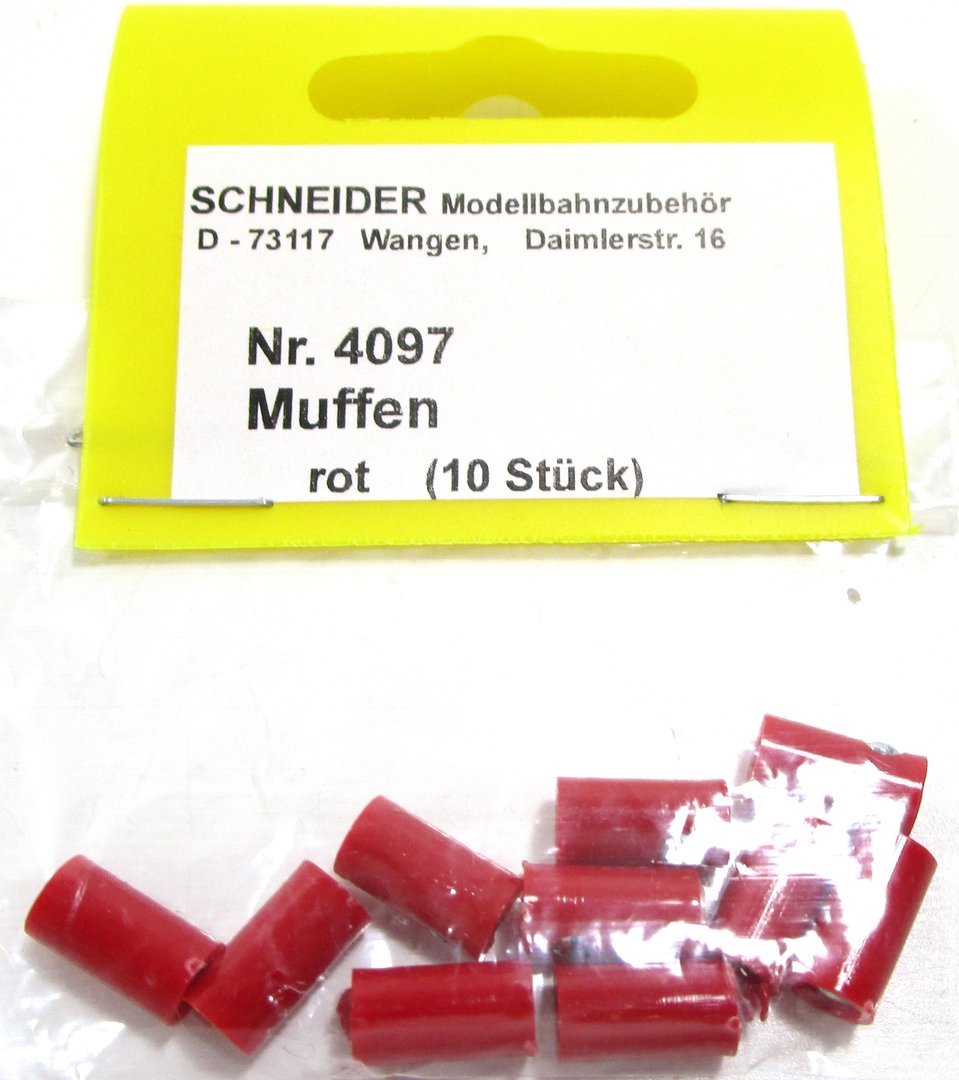 SCHNEIDER Modellbahnzubehör
D - 73117 Wangen, Daimlerstr. 16
Nr. 4097
Muffen
rot (10 Stück)